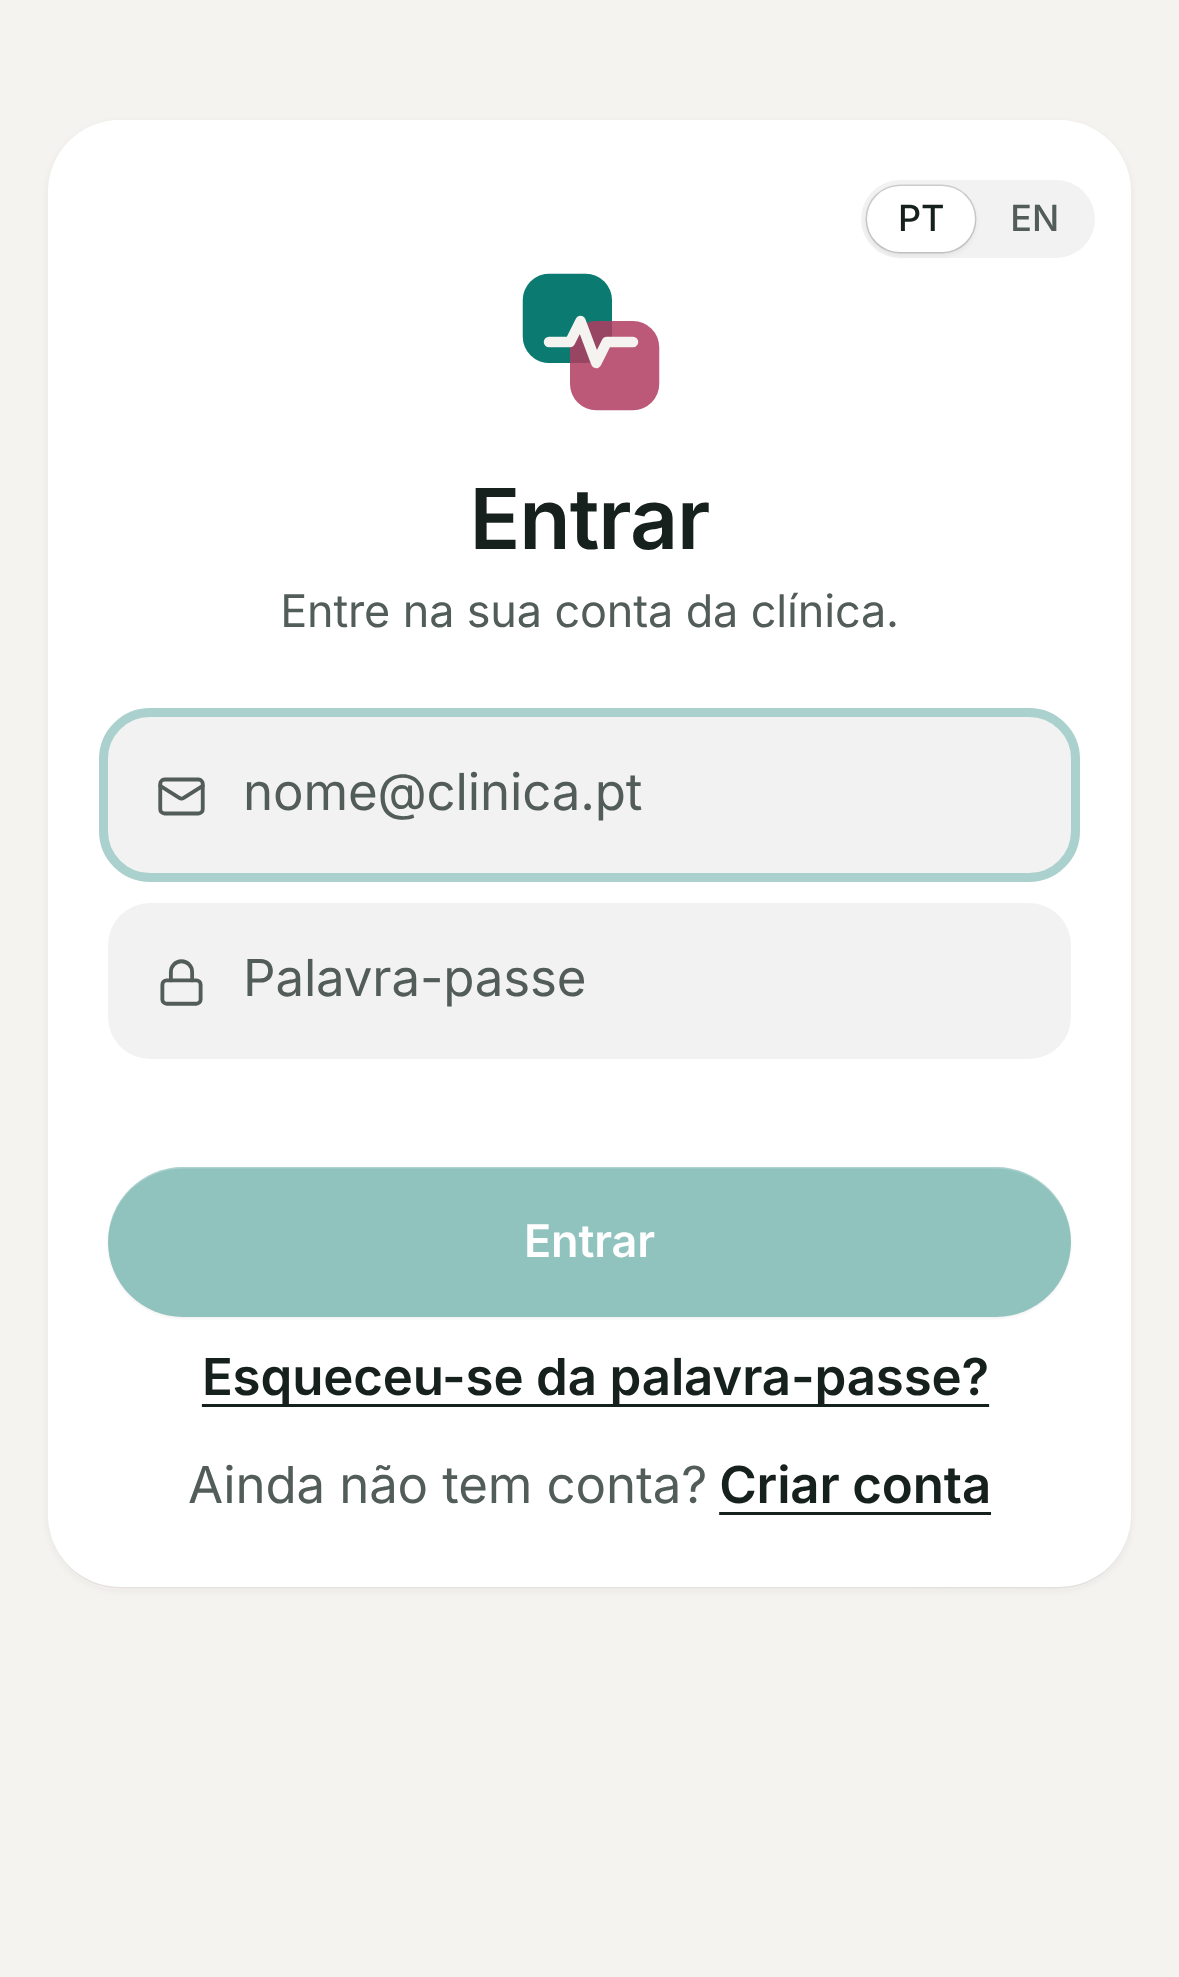 PT EN
Entrar
Entre na sua conta da clínica.
nome@clinica.pt
Palavra-passe
Entrar
Esqueceu-se da palavra-passe?
Ainda não tem conta? Criar conta